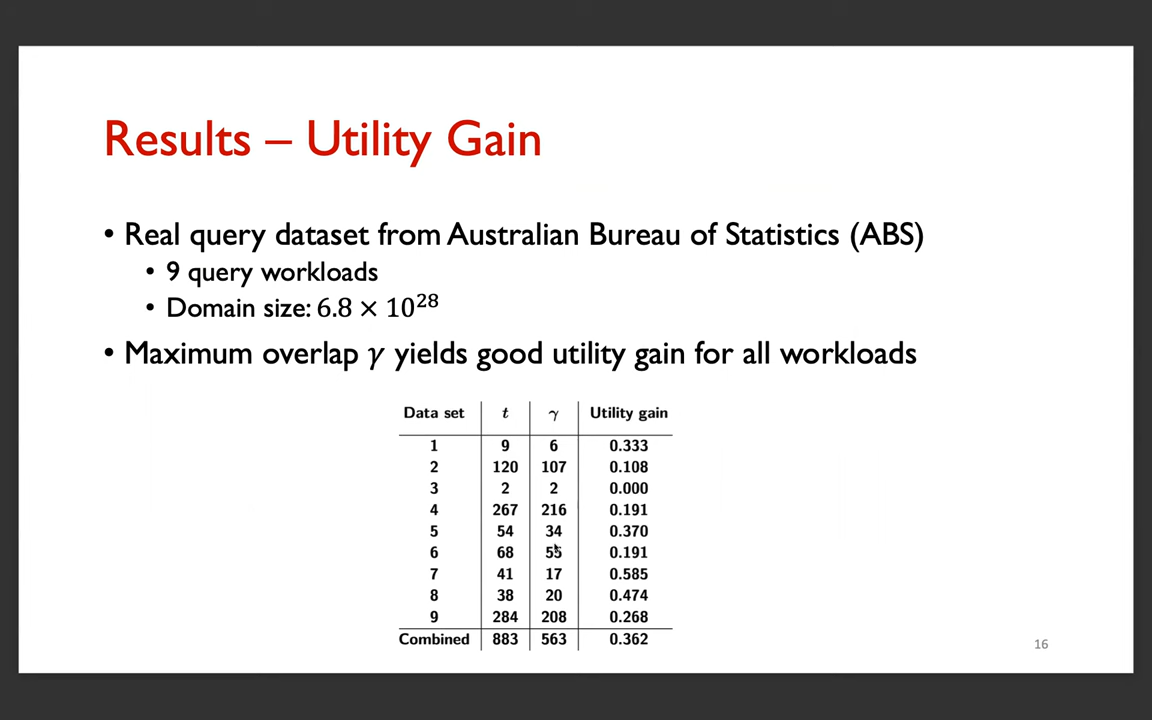 Results – Utility Gain
• Real query dataset from Australian Bureau of Statistics (ABS)
• 9 query workloads
• Domain size: 6.8 × 10²⁸
• Maximum overlap γ yields good utility gain for all workloads
Data set t γ Utility gain
1 9 6 0.333
2 120 107 0.108
3 2 2 0.000
4 267 216 0.191
5 54 34 0.370
6 68 55 0.191
7 41 17 0.585
8 38 20 0.474
9 284 208 0.268
Combined 883 563 0.362
16